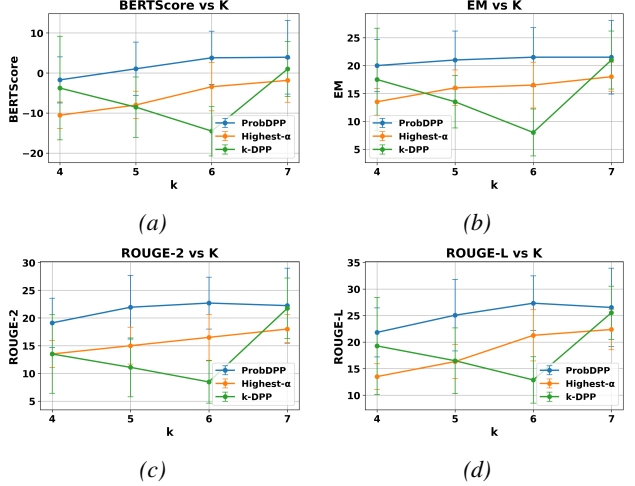 BERTScore vs K
BERTScore
10
0
−10
−20
4 5 6 7
k
ProbDPP
Highest-α
k-DPP
(a)
EM vs K
EM
25
20
15
10
5
4 5 6 7
k
ProbDPP
Highest-α
k-DPP
(b)
ROUGE-2 vs K
ROUGE-2
30
25
20
15
10
5
4 5 6 7
k
ProbDPP
Highest-α
k-DPP
(c)
ROUGE-L vs K
ROUGE-L
35
30
25
20
15
10
4 5 6 7
k
ProbDPP
Highest-α
k-DPP
(d)